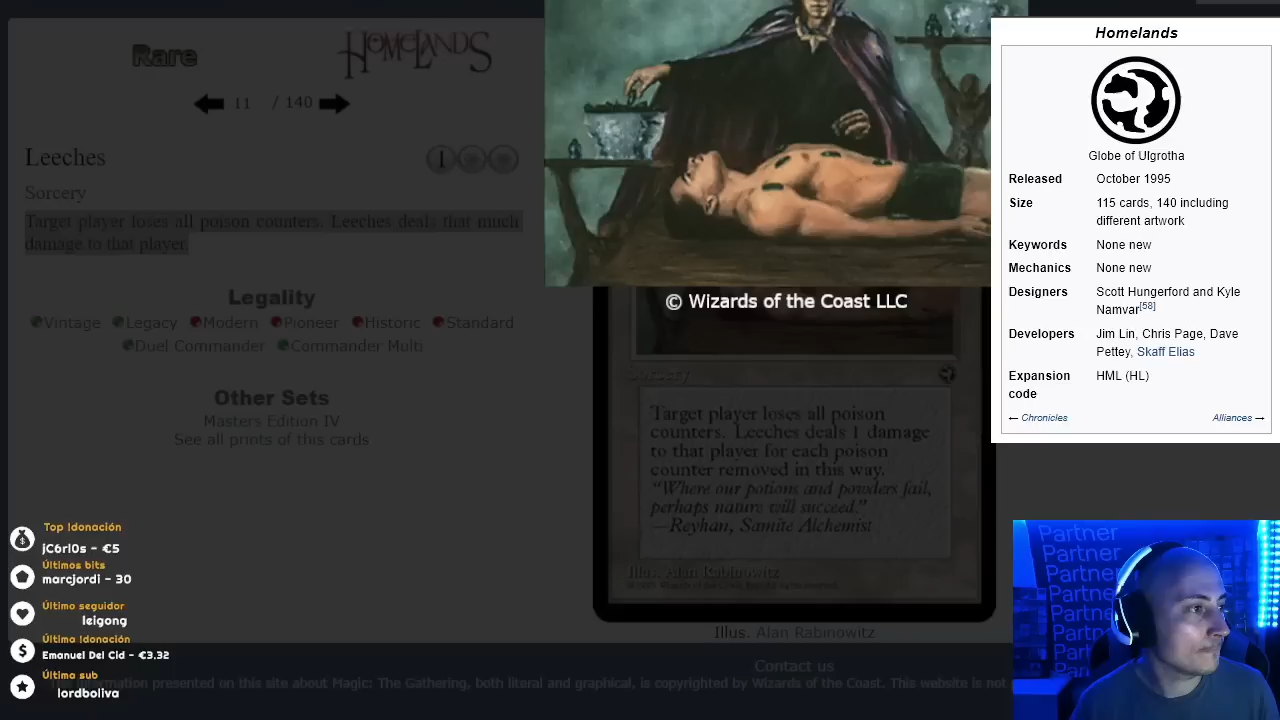 Rare
HOMELANDS
11 / 140
Leeches
1
Sorcery
Target player loses all poison counters. Leeches deals that much
damage to that player.
Legality
Vintage Legacy Modern Pioneer Historic Standard
Duel Commander Commander Multi
Other Sets
Masters Edition IV
See all prints of this cards
© Wizards of the Coast LLC
Sorcery
Target player loses all poison
counters. Leeches deals 1 damage
to that player for each poison
counter removed in this way.
"Where our potions and powders fail,
perhaps nature will succeed."
—Reyhan, Samite Alchemist
Illus. Alan Rabinowitz
Illus. Alan Rabinowitz
Contact us
information presented on this site about Magic: The Gathering, both literal and graphical, is copyrighted by Wizards of the Coast. This website is not
Homelands
Globe of Ulgrotha
Released October 1995
Size 115 cards, 140 including
different artwork
Keywords None new
Mechanics None new
Designers Scott Hungerford and Kyle
Namvar[58]
Developers Jim Lin, Chris Page, Dave
Pettey, Skaff Elias
Expansion HML (HL)
code
← Chronicles Alliances →
Top !donación
jC6rl0s - €5
Últimos bits
marcjordi - 30
Último seguidor
leigong
Última !donación
Emanuel Del Cid - €3.32
Última sub
lordboliva
Partner
Partner
Partner
Partner
Partn
Partn
Part